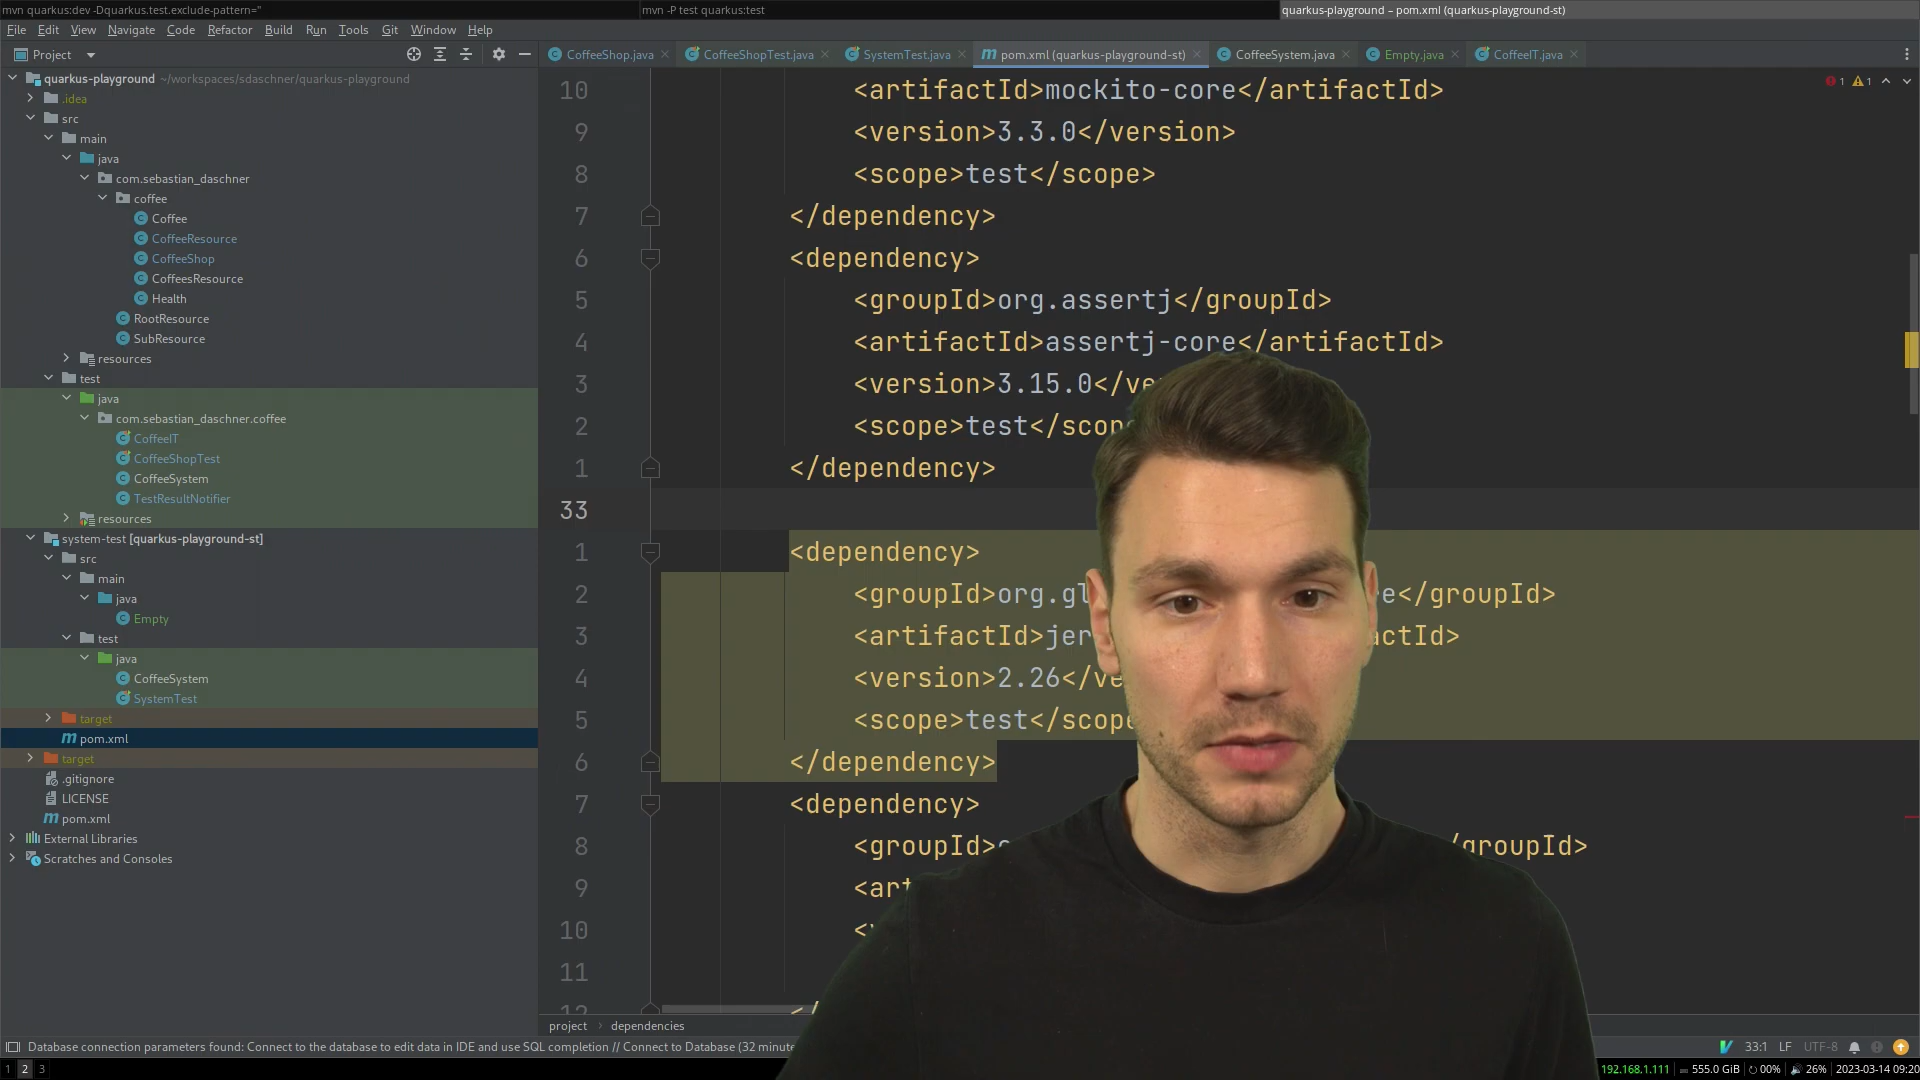 mvn quarkus:dev -Dquarkus.test.exclude-pattern=''
mvn -P test quarkus:test
quarkus-playground – pom.xml (quarkus-playground-st)
File Edit View Navigate Code Refactor Build Run Tools Git Window Help
Project
CoffeeShop.java
CoffeeShopTest.java
SystemTest.java
pom.xml (quarkus-playground-st)
CoffeeSystem.java
Empty.java
CoffeeIT.java
quarkus-playground ~/workspaces/sdaschner/quarkus-playground
.idea
src
main
java
com.sebastian_daschner
coffee
Coffee
CoffeeResource
CoffeeShop
CoffeesResource
Health
RootResource
SubResource
resources
test
java
com.sebastian_daschner.coffee
CoffeeIT
CoffeeShopTest
CoffeeSystem
TestResultNotifier
resources
system-test [quarkus-playground-st]
src
main
java
Empty
test
java
CoffeeSystem
SystemTest
target
pom.xml
target
.gitignore
LICENSE
pom.xml
External Libraries
Scratches and Consoles
10 <artifactId>mockito-core</artifactId>
9 <version>3.3.0</version>
8 <scope>test</scope>
7 </dependency>
6 <dependency>
5 <groupId>org.assertj</groupId>
4 <artifactId>assertj-core</artifactId>
3 <version>3.15.0</ve
2 <scope>test</scope
1 </dependency>
33
1 <dependency>
2 <groupId>org.gl e</groupId>
3 <artifactId>jer actId>
4 <version>2.26</ve
5 <scope>test</scope
6 </dependency>
7 <dependency>
8 <groupId> /groupId>
9 <art
10 <v
11
12 </
1 1
project › dependencies
Database connection parameters found: Connect to the database to edit data in IDE and use SQL completion // Connect to Database (32 minute
33:1 LF UTF-8
1 2 3
192.168.1.111 555.0 GiB 00% 26% 2023-03-14 09:20